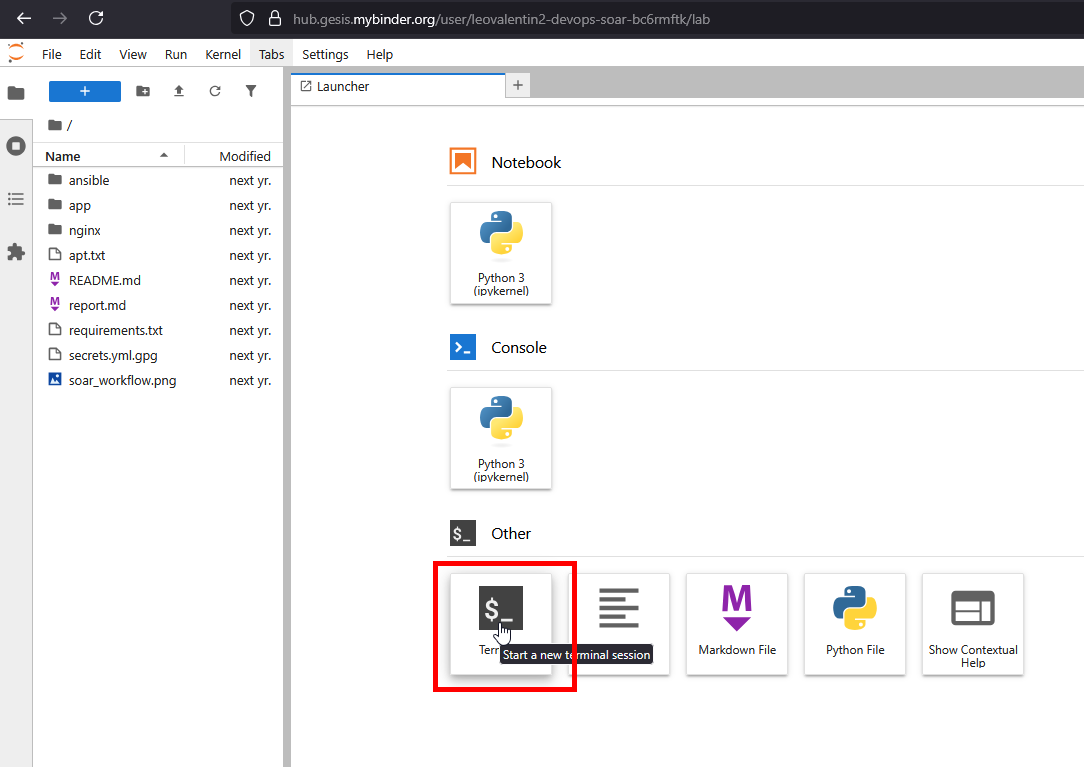 hub.gesis.mybinder.org/user/leovalentin2-devops-soar-bc6rmftk/lab
File Edit View Run Kernel Tabs Settings Help
+
Launcher
+
/
Name Modified
ansible next yr.
app next yr.
nginx next yr.
apt.txt next yr.
README.md next yr.
report.md next yr.
requirements.txt next yr.
secrets.yml.gpg next yr.
soar_workflow.png next yr.
Notebook
Python 3
(ipykernel)
Console
Python 3
(ipykernel)
$_ Other
$_
Start a new terminal session
Markdown File
Python File
Show Contextual
Help